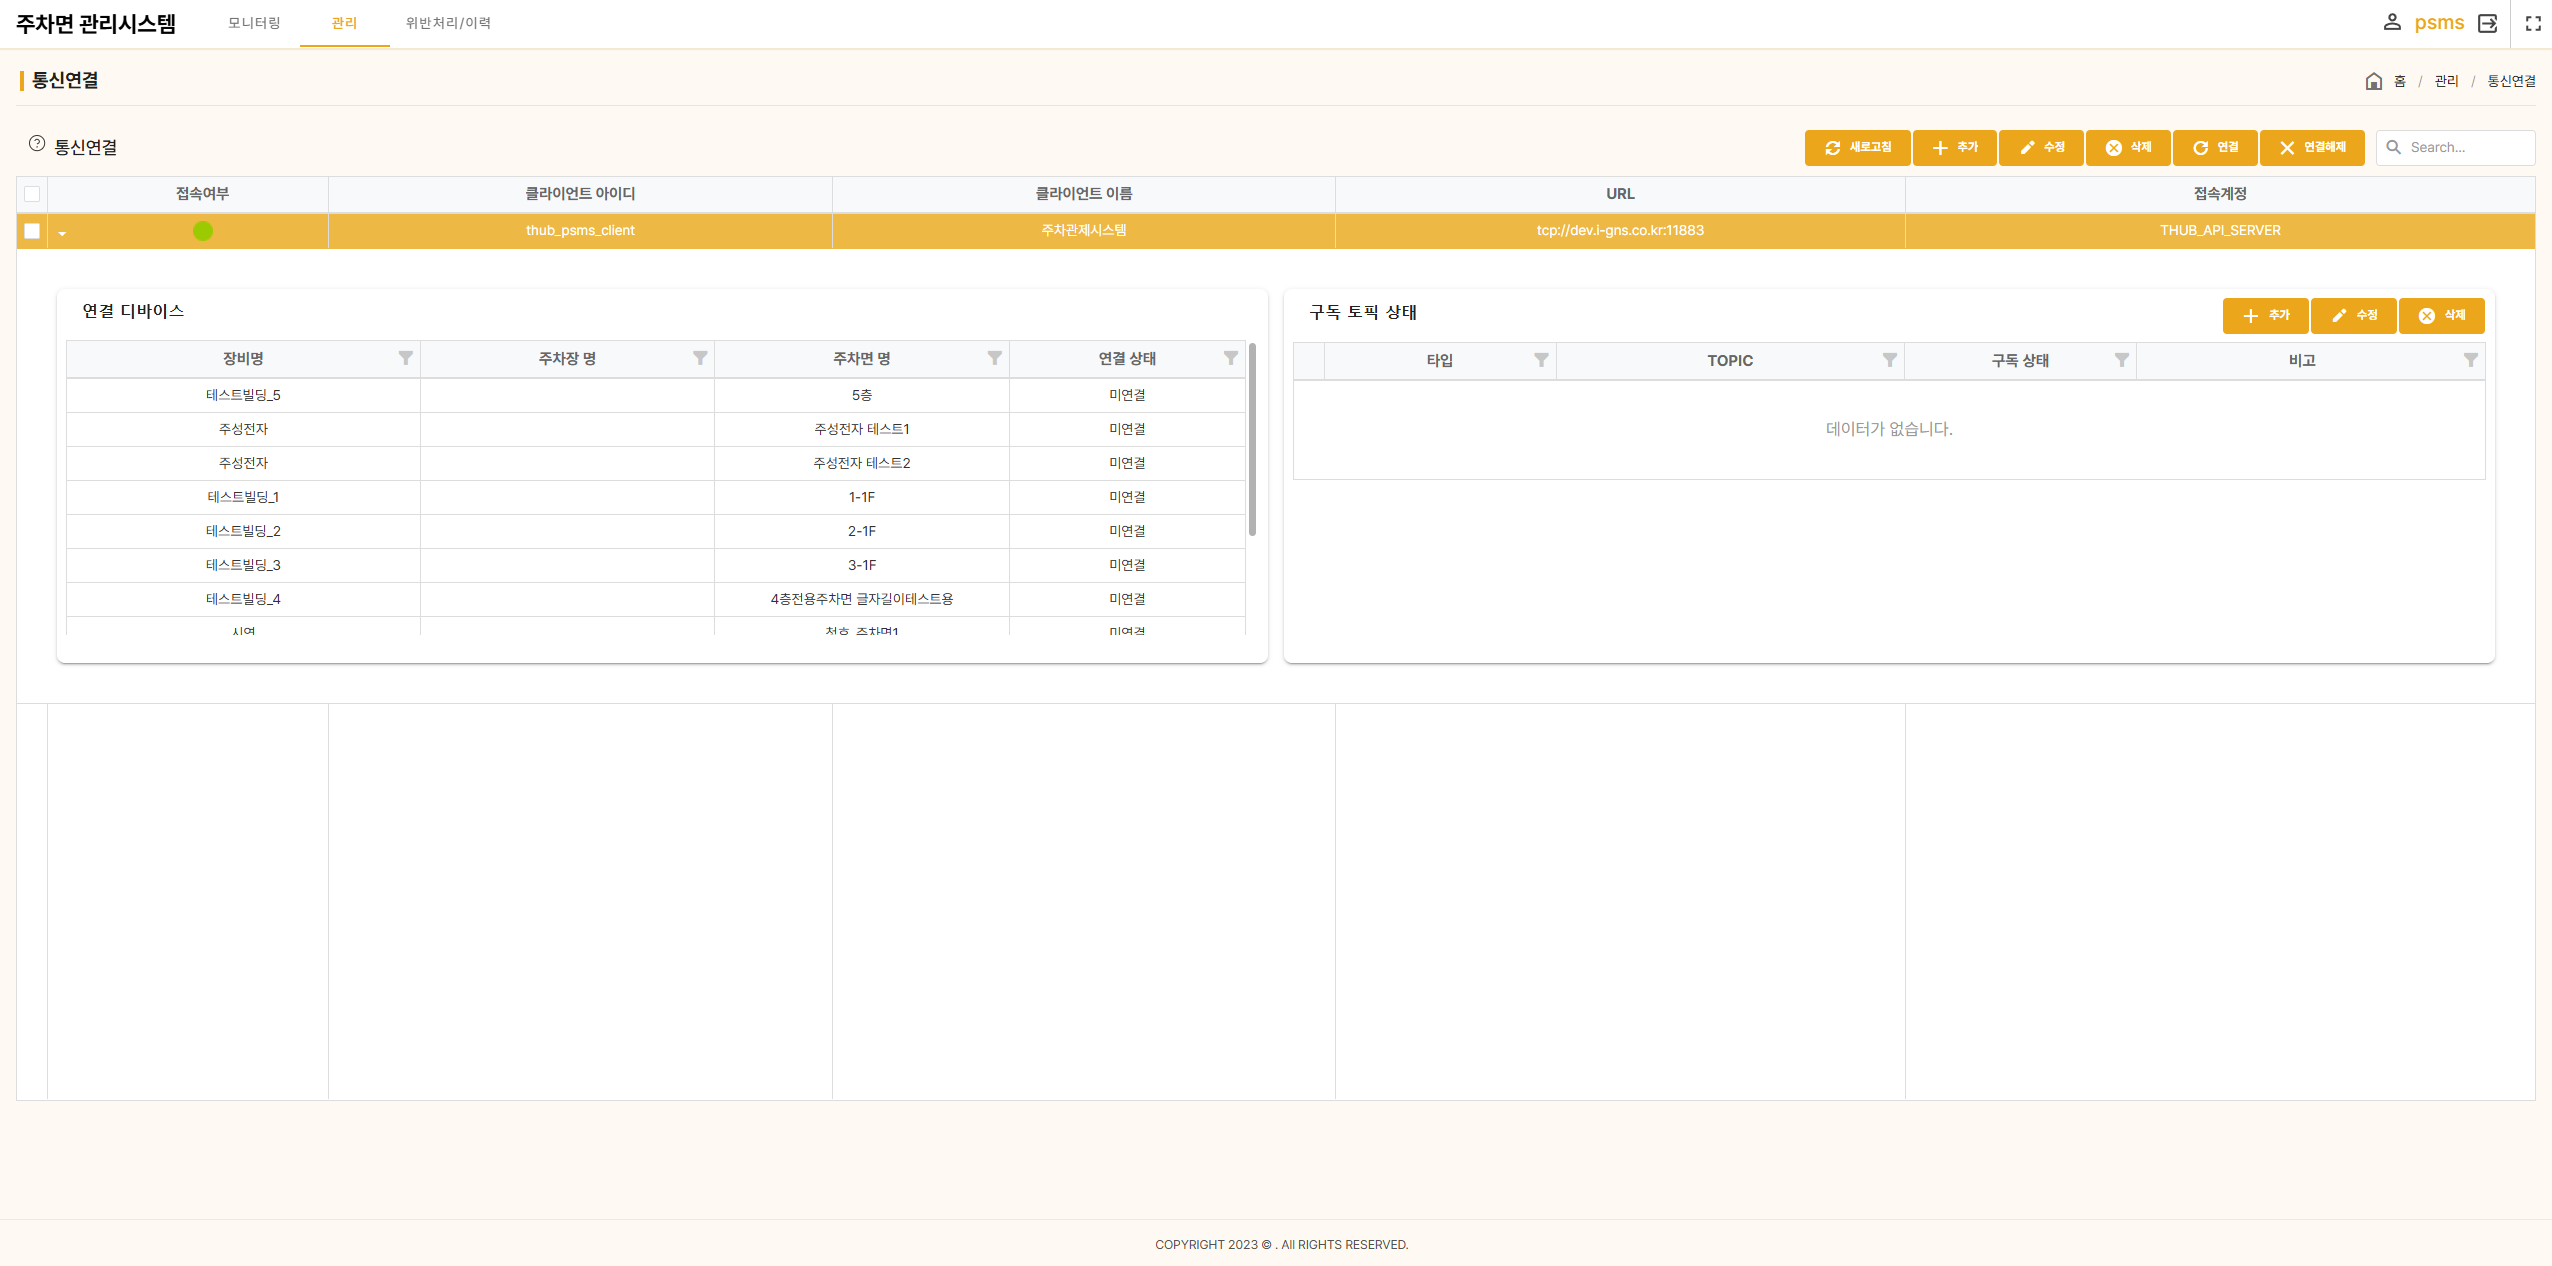 주차면 관리시스템 모니터링 관리 위반처리/이력 psms
통신연결 홈 / 관리 / 통신연결
통신연결 새로고침 추가 수정 삭제 연결 연결해제 Search...
접속여부 클라이언트 아이디 클라이언트 이름 URL 접속계정
thub_psms_client 주차관제시스템 tcp://dev.i-gns.co.kr:11883 THUB_API_SERVER
연결 디바이스
장비명 주차장 명 주차면 명 연결 상태
테스트빌딩_5 5층 미연결
주성전자 주성전자 테스트1 미연결
주성전자 주성전자 테스트2 미연결
테스트빌딩_1 1-1F 미연결
테스트빌딩_2 2-1F 미연결
테스트빌딩_3 3-1F 미연결
테스트빌딩_4 4층전용주차면 글자길이테스트용 미연결
미연결
구독 토픽 상태 추가 수정 삭제
타입 TOPIC 구독 상태 비고
데이터가 없습니다.
COPYRIGHT 2023 © . All RIGHTS RESERVED.